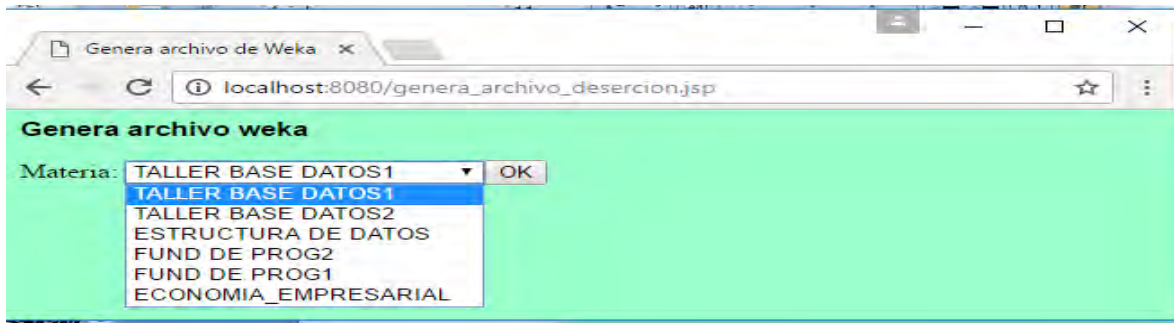 Genera archivo de Weka
localhost:8080/genera_archivo_desercion.jsp
Genera archivo weka
Materia: TALLER BASE DATOS1 OK
TALLER BASE DATOS1
TALLER BASE DATOS2
ESTRUCTURA DE DATOS
FUND DE PROG2
FUND DE PROG1
ECONOMIA_EMPRESARIAL